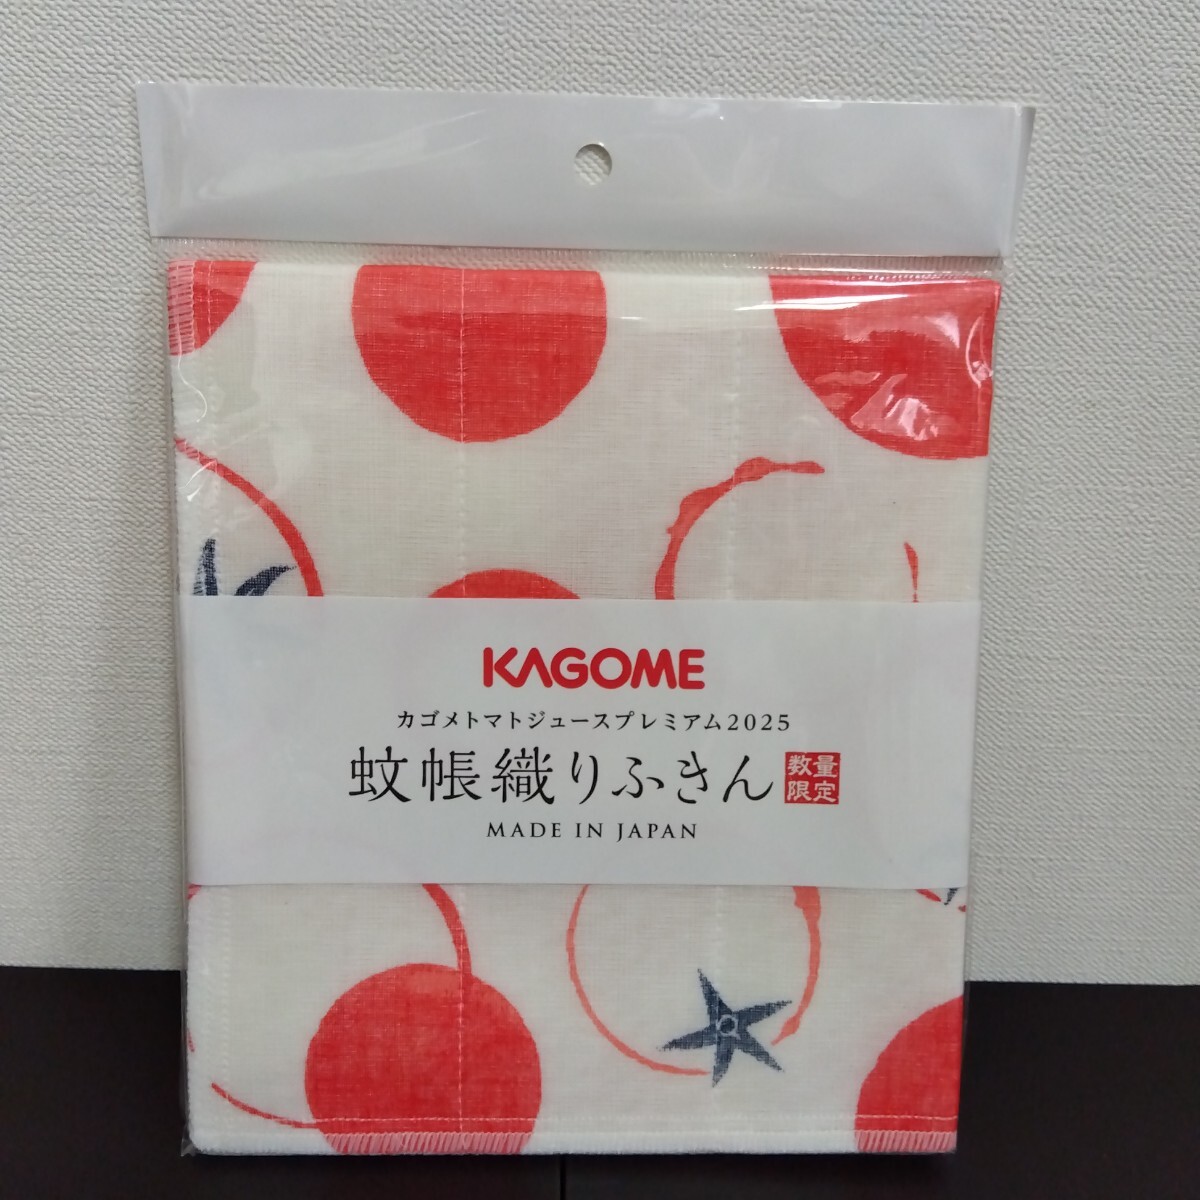 KAGOME
カゴメトマトジュースプレミアム2025
蚊帳織りふきん
数量
限定
MADE IN JAPAN